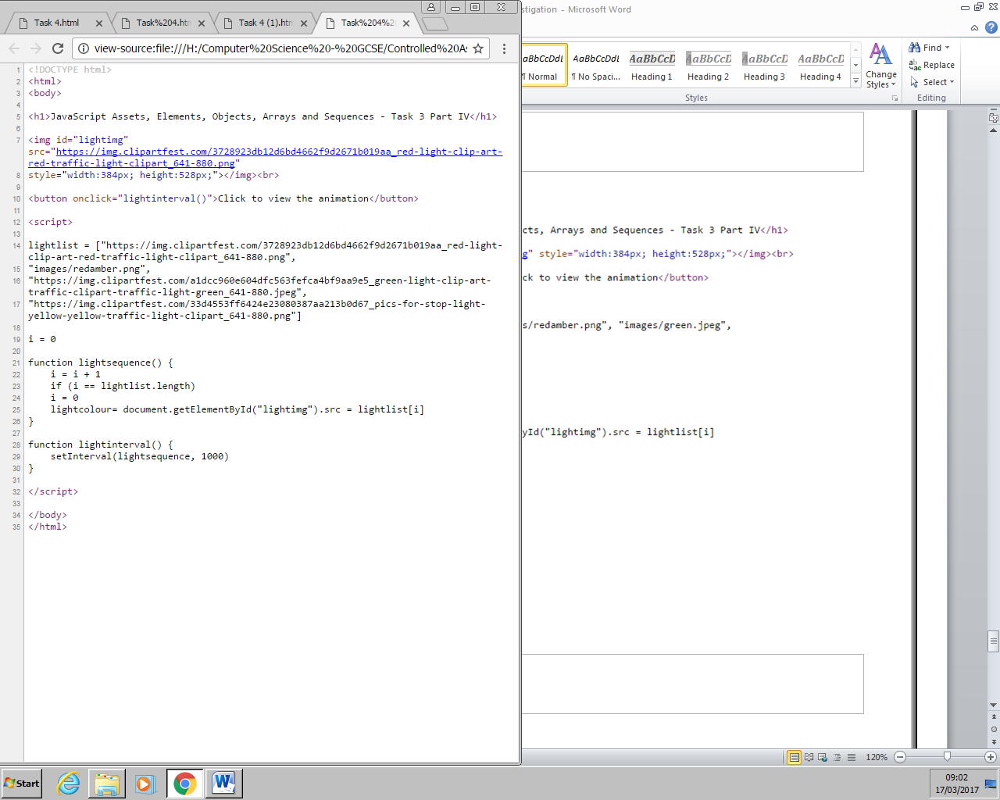 stigation - Microsoft Word
Task 4.html
Task%204.htm
Task 4 (1).htm
Task%204%2
view-source:file:///H:/Computer%20Science%20-%20GCSE/Controlled%20As
AaBbCcDdE
AaBbCcDdE
AaBbCcD
AaBbCcD
AaBbCcD
AaBbCcD
¶ Normal
¶ No Spaci...
Heading 1
Heading 2
Heading 3
Heading 4
Change
Styles
Find
Replace
Select
Styles
Editing
1 <!DOCTYPE html>
2 <html>
3 <body>
4
5 <h1>JavaScript Assets, Elements, Objects, Arrays and Sequences - Task 3 Part IV</h1>
6
7 <img id="lightimg"
src="https://img.clipartfest.com/3728923db12d6bd4662f9d2671b019aa_red-light-clip-art-
red-traffic-light-clipart_641-880.png"
8 style="width:384px; height:528px;"></img><br>
9
10 <button onclick="lightinterval()">Click to view the animation</button>
11
12 <script>
13
14 lightlist = ["https://img.clipartfest.com/3728923db12d6bd4662f9d2671b019aa_red-light-
clip-art-red-traffic-light-clipart_641-880.png",
15 "images/redamber.png",
16 "https://img.clipartfest.com/a1dcc960e604dfc563fefca4bf9aa9e5_green-light-clip-art-
traffic-clipart-traffic-light-green_641-880.jpeg",
17 "https://img.clipartfest.com/33d4553ff6424e23080387aa213b0d67_pics-for-stop-light-
yellow-yellow-traffic-light-clipart_641-880.png"]
18
19 i = 0
20
21 function lightsequence() {
22 i = i + 1
23 if (i == lightlist.length)
24 i = 0
25 lightcolour= document.getElementById("lightimg").src = lightlist[i]
26 }
27
28 function lightinterval() {
29 setInterval(lightsequence, 1000)
30 }
31
32 </script>
33
34 </body>
35 </html>
cts, Arrays and Sequences - Task 3 Part IV</h1>
g" style="width:384px; height:528px;"></img><br>
ck to view the animation</button>
s/redamber.png", "images/green.jpeg",
yId("lightimg").src = lightlist[i]
120%
Start
09:02
17/03/2017